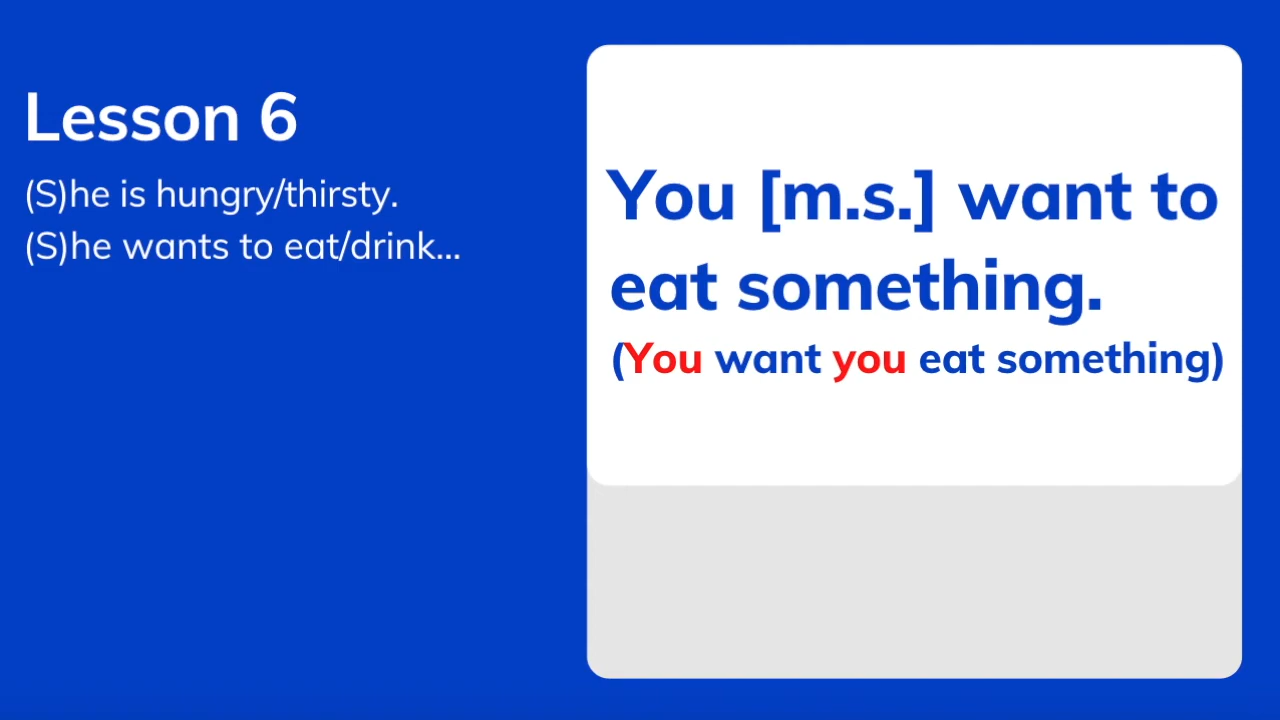 Lesson 6
(S)he is hungry/thirsty.
(S)he wants to eat/drink...
You [m.s.] want to
eat something.
(You want you eat something)